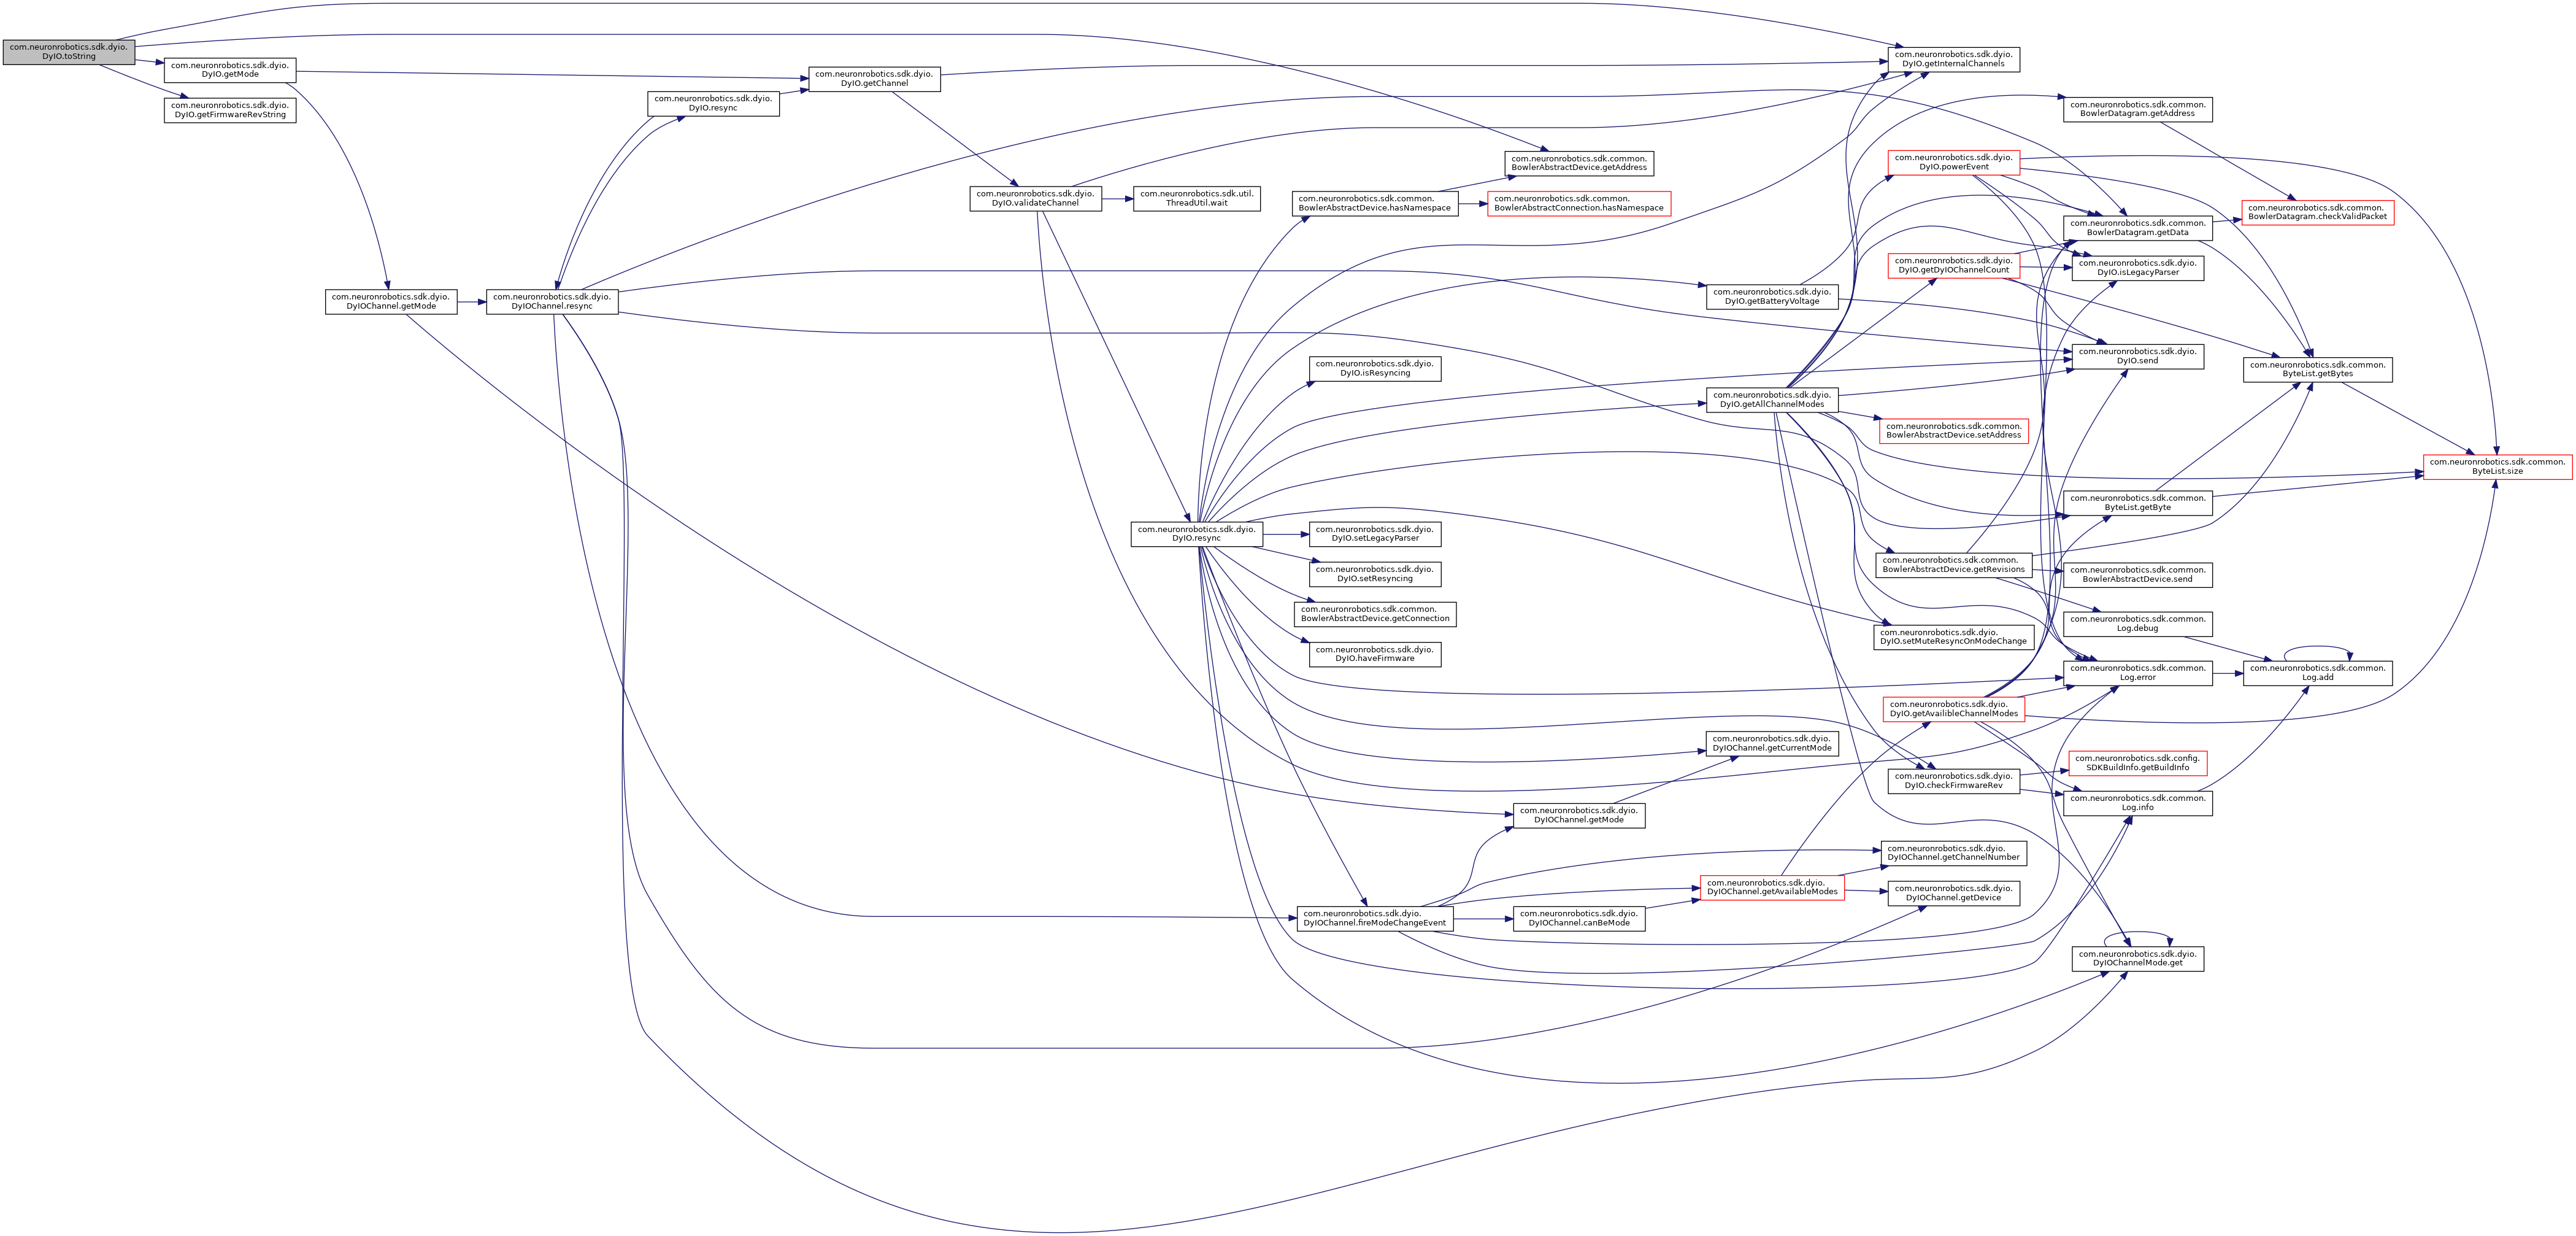 com.neuronrobotics.sdk.dyio.
DyIO.toString
com.neuronrobotics.sdk.dyio.
DyIO.getMode
com.neuronrobotics.sdk.dyio.
DyIO.getFirmwareRevString
com.neuronrobotics.sdk.dyio.
DyIOChannel.getMode
com.neuronrobotics.sdk.dyio.
DyIOChannel.resync
com.neuronrobotics.sdk.dyio.
DyIO.resync
com.neuronrobotics.sdk.dyio.
DyIO.getChannel
com.neuronrobotics.sdk.dyio.
DyIO.validateChannel
com.neuronrobotics.sdk.util.
ThreadUtil.wait
com.neuronrobotics.sdk.dyio.
DyIO.resync
com.neuronrobotics.sdk.common.
BowlerAbstractDevice.hasNamespace
com.neuronrobotics.sdk.dyio.
DyIO.isResyncing
com.neuronrobotics.sdk.dyio.
DyIO.setLegacyParser
com.neuronrobotics.sdk.dyio.
DyIO.setResyncing
com.neuronrobotics.sdk.common.
BowlerAbstractDevice.getConnection
com.neuronrobotics.sdk.dyio.
DyIO.haveFirmware
com.neuronrobotics.sdk.dyio.
DyIOChannel.fireModeChangeEvent
com.neuronrobotics.sdk.common.
BowlerAbstractDevice.getAddress
com.neuronrobotics.sdk.common.
BowlerAbstractConnection.hasNamespace
com.neuronrobotics.sdk.dyio.
DyIOChannel.getMode
com.neuronrobotics.sdk.dyio.
DyIOChannel.canBeMode
com.neuronrobotics.sdk.dyio.
DyIO.getBatteryVoltage
com.neuronrobotics.sdk.dyio.
DyIO.getAllChannelModes
com.neuronrobotics.sdk.dyio.
DyIOChannel.getCurrentMode
com.neuronrobotics.sdk.dyio.
DyIOChannel.getAvailableModes
com.neuronrobotics.sdk.dyio.
DyIO.getInternalChannels
com.neuronrobotics.sdk.dyio.
DyIO.powerEvent
com.neuronrobotics.sdk.dyio.
DyIO.getDyIOChannelCount
com.neuronrobotics.sdk.common.
BowlerAbstractDevice.setAddress
com.neuronrobotics.sdk.common.
BowlerAbstractDevice.getRevisions
com.neuronrobotics.sdk.dyio.
DyIO.setMuteResyncOnModeChange
com.neuronrobotics.sdk.dyio.
DyIO.getAvailibleChannelModes
com.neuronrobotics.sdk.dyio.
DyIO.checkFirmwareRev
com.neuronrobotics.sdk.dyio.
DyIOChannel.getChannelNumber
com.neuronrobotics.sdk.dyio.
DyIOChannel.getDevice
com.neuronrobotics.sdk.common.
BowlerDatagram.getAddress
com.neuronrobotics.sdk.common.
BowlerDatagram.getData
com.neuronrobotics.sdk.dyio.
DyIO.isLegacyParser
com.neuronrobotics.sdk.dyio.
DyIO.send
com.neuronrobotics.sdk.common.
ByteList.getByte
com.neuronrobotics.sdk.common.
BowlerAbstractDevice.send
com.neuronrobotics.sdk.common.
Log.debug
com.neuronrobotics.sdk.common.
Log.error
com.neuronrobotics.sdk.config.
SDKBuildInfo.getBuildInfo
com.neuronrobotics.sdk.common.
Log.info
com.neuronrobotics.sdk.dyio.
DyIOChannelMode.get
com.neuronrobotics.sdk.common.
BowlerDatagram.checkValidPacket
com.neuronrobotics.sdk.common.
ByteList.getBytes
com.neuronrobotics.sdk.common.
Log.add
com.neuronrobotics.sdk.common.
ByteList.size